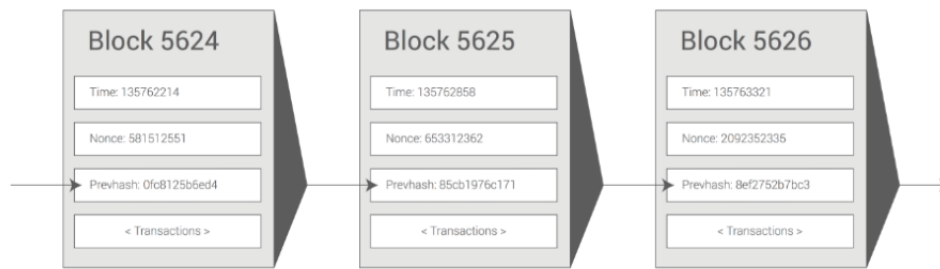 Block 5624
Time: 135762214
Nonce: 581512551
Prevhash: 0fc8125b6ed4
< Transactions >
Block 5625
Time: 135762858
Nonce: 653312362
Prevhash: 85cb1976c171
< Transactions >
Block 5626
Time: 135763321
Nonce: 2092352335
Prevhash: 8ef2752b7bc3
< Transactions >